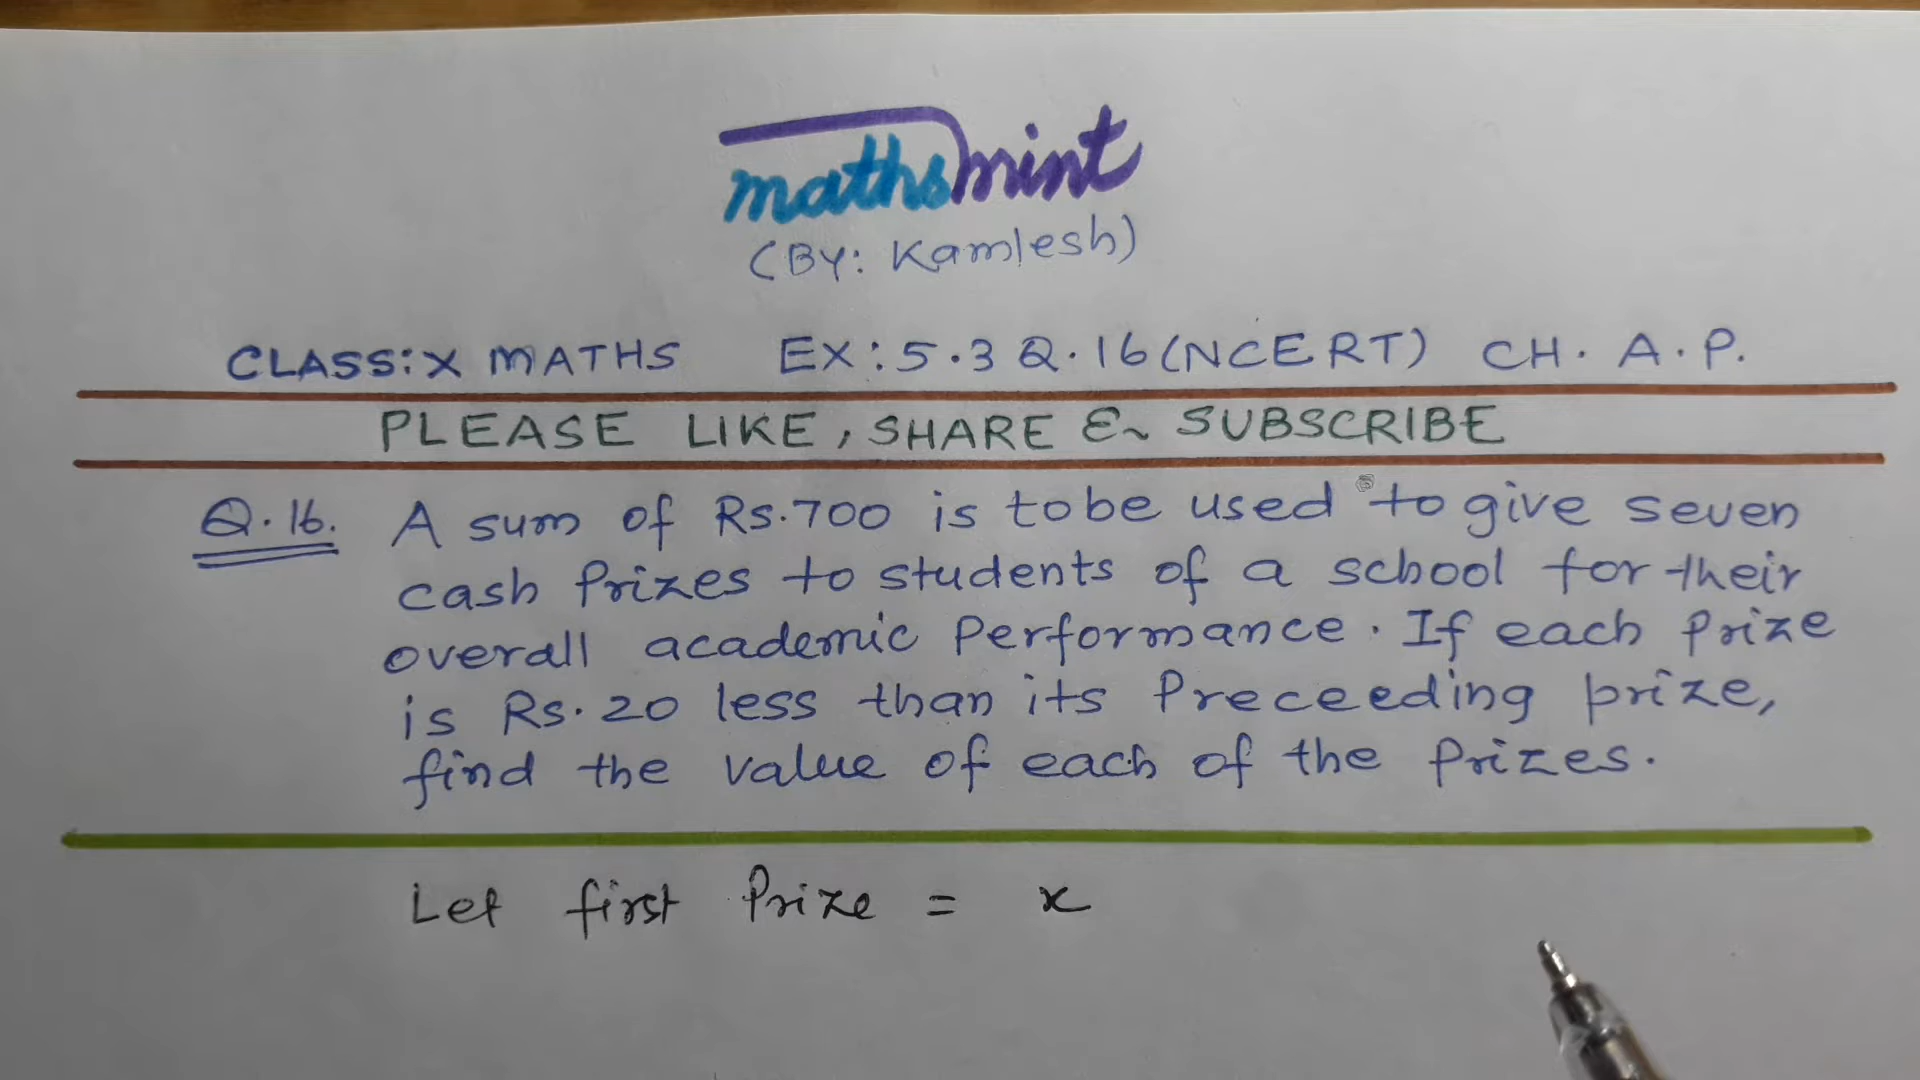 mathsmint
(BY: Kamlesh)
CLASS: X MATHS EX: 5.3 Q.16 (NCERT) CH. A.P.
PLEASE LIKE, SHARE & SUBSCRIBE
Q.16. A sum of Rs.700 is to be used to give seven
cash prizes to students of a school for their
overall academic Performance. If each prize
is Rs. 20 less than its Preceeding prize,
find the value of each of the Prizes.
Let first Prize = x